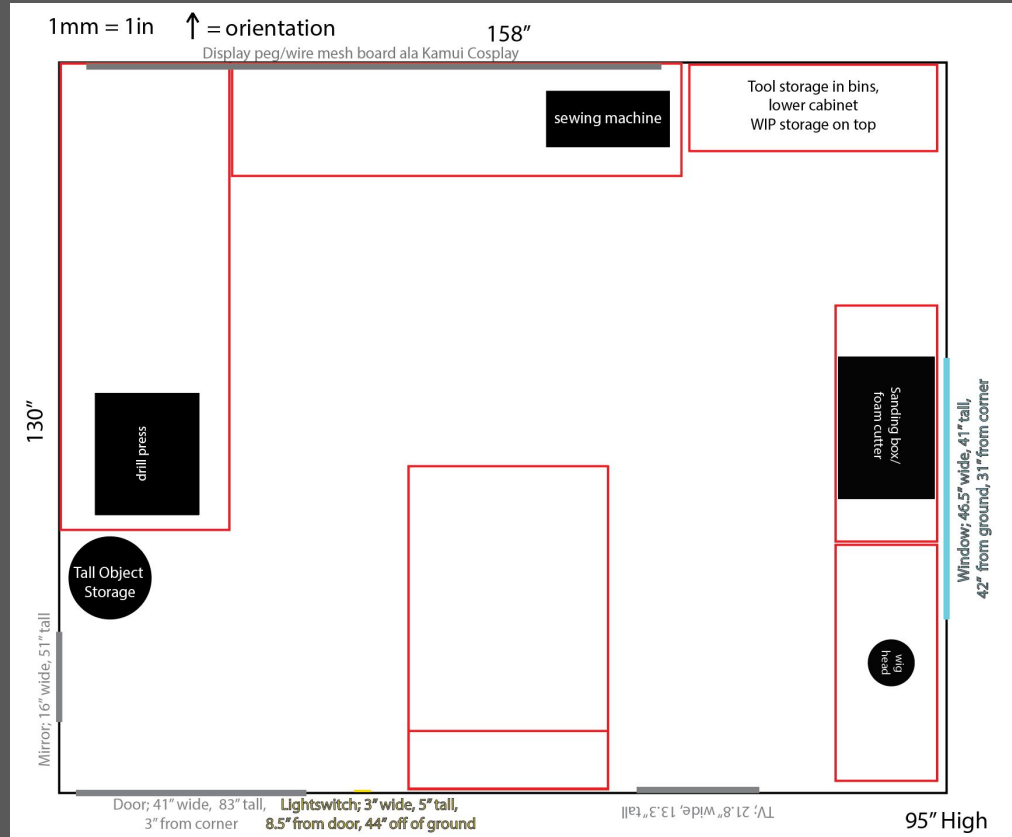 1mm = 1in ↑ = orientation
158”
Display peg/wire mesh board ala Kamui Cosplay
sewing machine
Tool storage in bins,
lower cabinet
WIP storage on top
130”
drill press
Sanding box/
foam cutter
Window; 46.5” wide, 41” tall,
42” from ground, 31” from corner
Tall Object
Storage
wig
head
Mirror; 16” wide, 51” tall
Door; 41” wide, 83” tall,
3” from corner
Lightswitch; 3” wide, 5” tall,
8.5” from door, 44” off of ground
TV; 21.8” wide, 13.3” tall
95” High